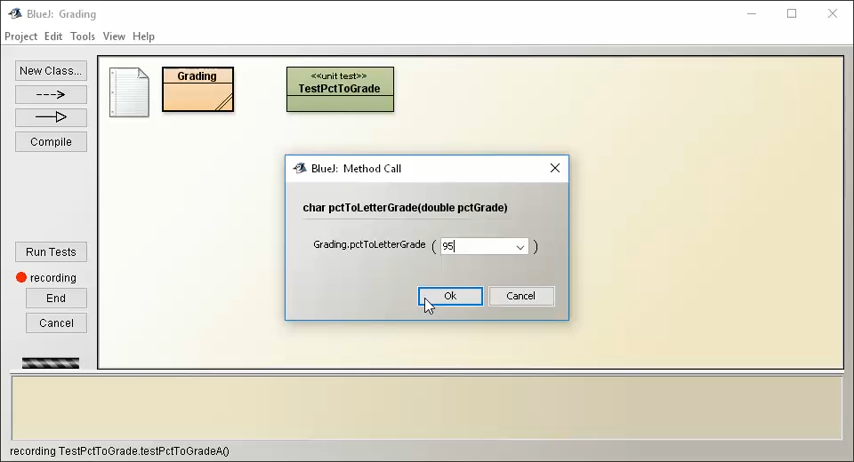 BlueJ: Grading
Project Edit Tools View Help
New Class...
Compile
Grading
<<unit test>>
TestPctToGrade
BlueJ: Method Call
char pctToLetterGrade(double pctGrade)
Grading.pctToLetterGrade ( 95 )
Ok Cancel
Run Tests
recording
End
Cancel
recording TestPctToGrade.testPctToGradeA()